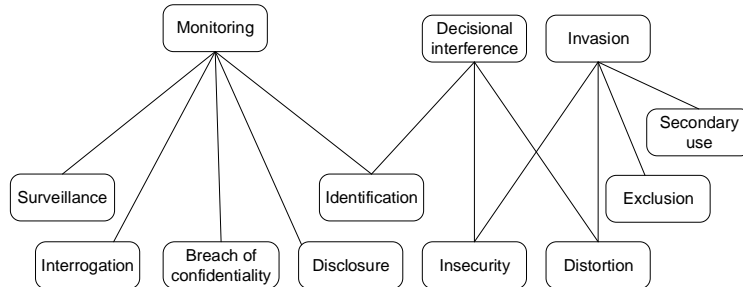 Monitoring
Decisional
interference
Invasion
Secondary
use
Surveillance
Identification
Exclusion
Interrogation
Breach of
confidentiality
Disclosure
Insecurity
Distortion